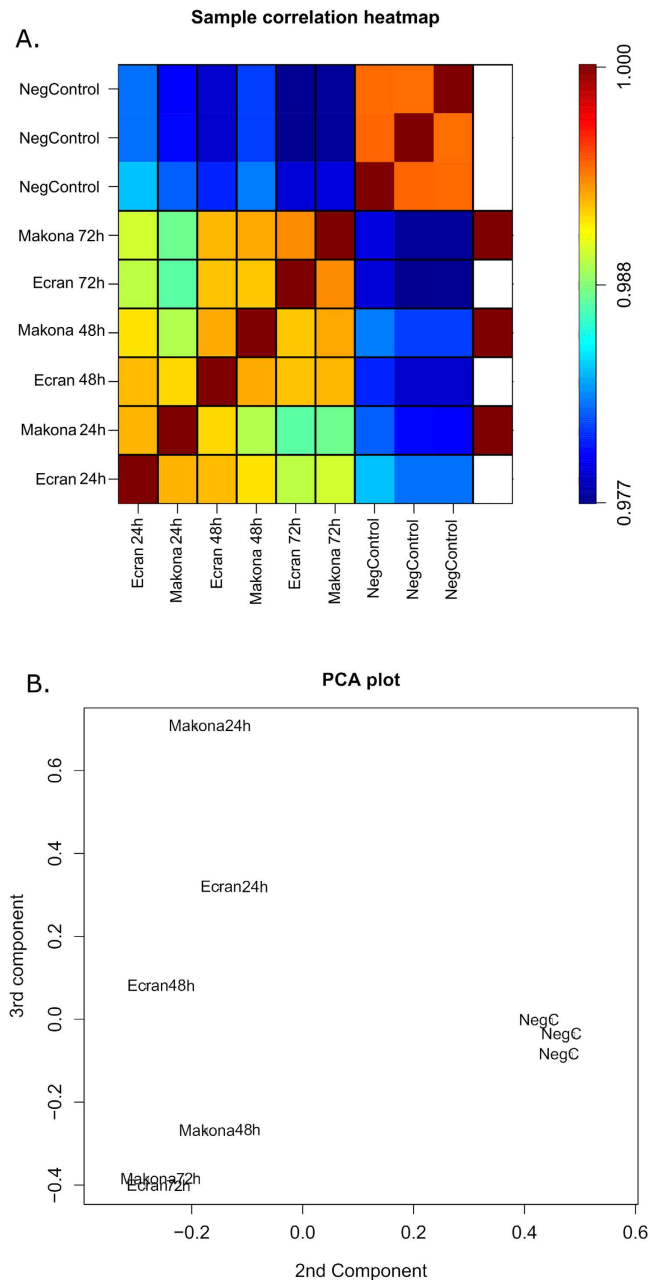 Sample correlation heatmap
A.
NegControl
NegControl
NegControl
Makona 72h
Ecran 72h
Makona 48h
Ecran 48h
Makona 24h
Ecran 24h
Ecran 24h
Makona 24h
Ecran 48h
Makona 48h
Ecran 72h
Makona 72h
NegControl
NegControl
NegControl
1.000
0.988
0.977
B.
PCA plot
Makona24h
Ecran24h
Ecran48h
NegC
NegC
NegC
Makona48h
Makona72h
Ecran72h
0.6
0.4
0.2
0.0
−0.2
−0.4
3rd component
−0.2
0.0
0.2
0.4
0.6
2nd Component